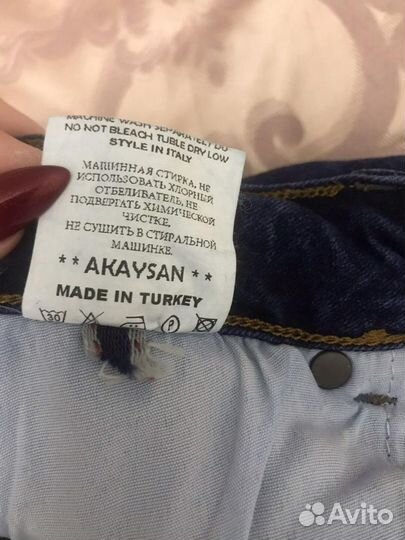 MACHINE WASH SEPARATELY DO
NO NOT BLEACH TUBLE DRY LOW
STYLE IN ITALY
МАШИННАЯ СТИРКА, НЕ
ИСПОЛЬЗОВАТЬ ХЛОРНЫЙ
ОТБЕЛИВАТЕЛЬ, НЕ
ПОДВЕРГАТЬ ХИМИЧЕСКОЙ
ЧИСТКЕ.
НЕ СУШИТЬ В СТИРАЛЬНОЙ
МАШИНКЕ.
** AKAYSAN **
MADE IN TURKEY
30 P
Avito